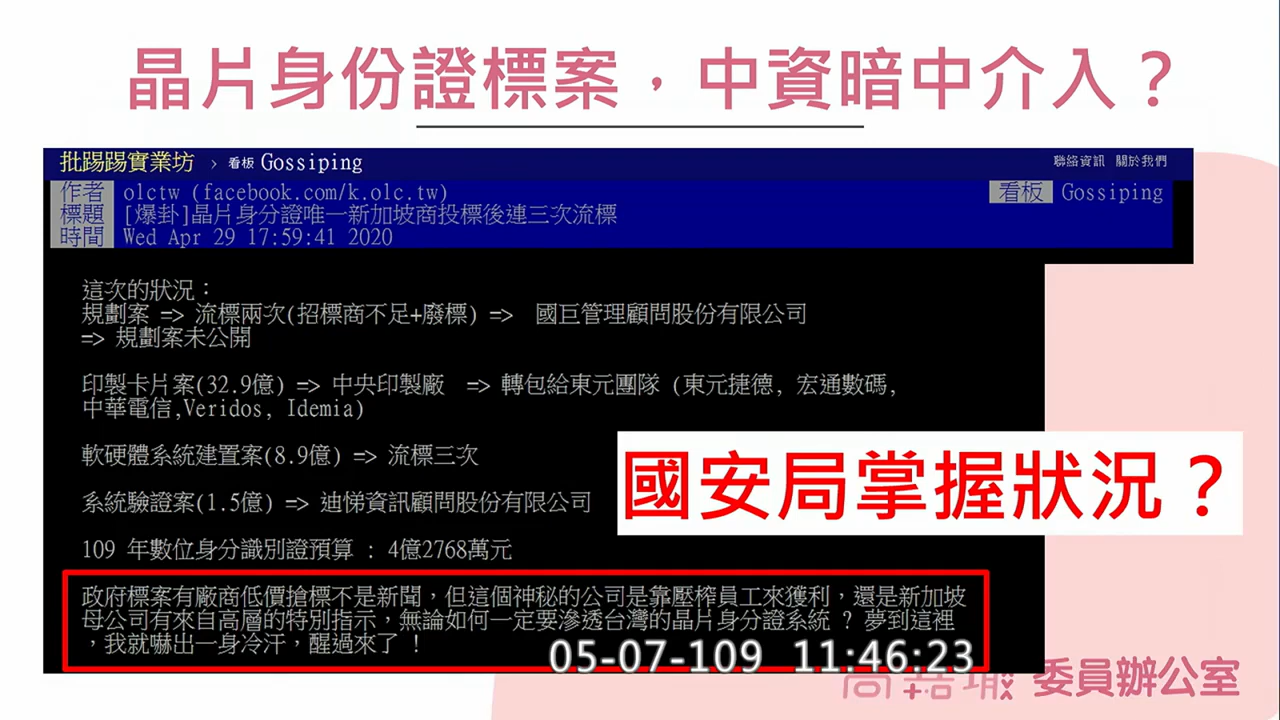 晶片身份證標案，中資暗中介入？
批踢踢實業坊 › 看板 Gossiping
聯絡資訊 關於我們
作者 olctw (facebook.com/k.olc.tw)
看板 Gossiping
標題 [爆卦]晶片身分證唯一新加坡商投標後連三次流標
時間 Wed Apr 29 17:59:41 2020
這次的狀況：
規劃案 => 流標兩次(招標商不足+廢標) => 國巨管理顧問股份有限公司
=> 規劃案未公開
印製卡片案(32.9億) => 中央印製廠 => 轉包給東元團隊 (東元捷德, 宏通數碼,
中華電信,Veridos, Idemia)
軟硬體系統建置案(8.9億) => 流標三次
國安局掌握狀況？
系統驗證案(1.5億) => 迪悌資訊顧問股份有限公司
109 年數位身分識別證預算 : 4億2768萬元
政府標案有廠商低價搶標不是新聞，但這個神秘的公司是靠壓榨員工來獲利，還是新加坡
母公司有來自高層的特別指示，無論如何一定要滲透台灣的晶片身分證系統 ? 夢到這裡
，我就嚇出一身冷汗，醒過來了 !
05-07-109 11:46:23
委員辦公室